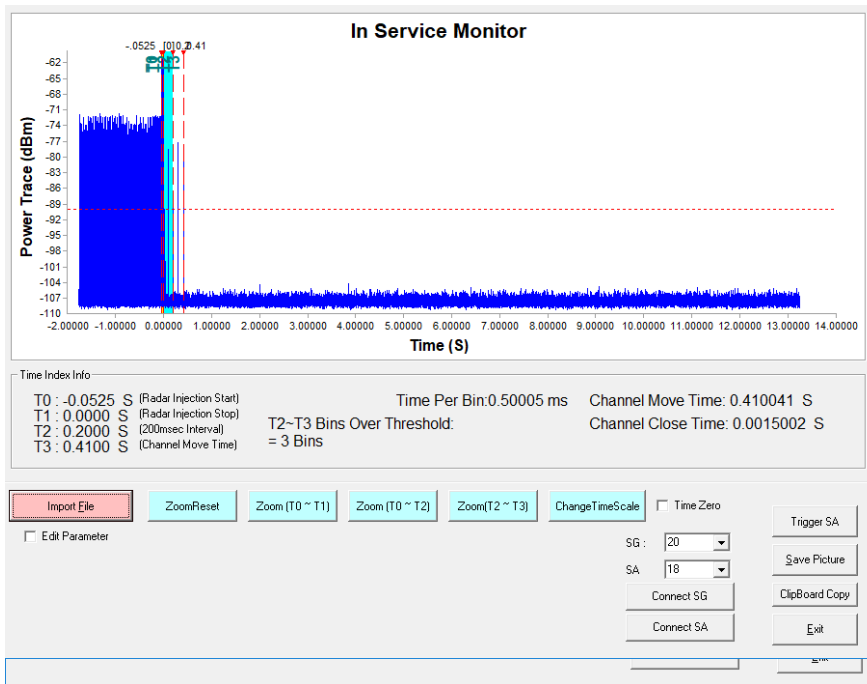 In Service Monitor
-.0525 [0]0.20.41
T0 T1 T2 T3
Power Trace (dBm)
-62
-65
-68
-71
-74
-77
-80
-83
-86
-89
-92
-95
-98
-101
-104
-107
-110
-2.00000 -1.00000 0.00000 1.00000 2.00000 3.00000 4.00000 5.00000 6.00000 7.00000 8.00000 9.00000 10.00000 11.00000 12.00000 13.00000 14.00000
Time (S)
Time Index Info
T0 : -0.0525 S (Radar Injection Start)
T1 : 0.0000 S (Radar Injection Stop)
T2 : 0.2000 S (200msec Interval)
T3 : 0.4100 S (Channel Move Time)
Time Per Bin:0.50005 ms
T2~T3 Bins Over Threshold:
= 3 Bins
Channel Move Time: 0.410041 S
Channel Close Time: 0.0015002 S
Import File ZoomReset Zoom (T0 ~ T1) Zoom (T0 ~ T2) Zoom(T2 ~ T3) ChangeTimeScale Time Zero
Edit Parameter
SG : 20
SA 18
Connect SG
Connect SA
Trigger SA
Save Picture
ClipBoard Copy
Exit